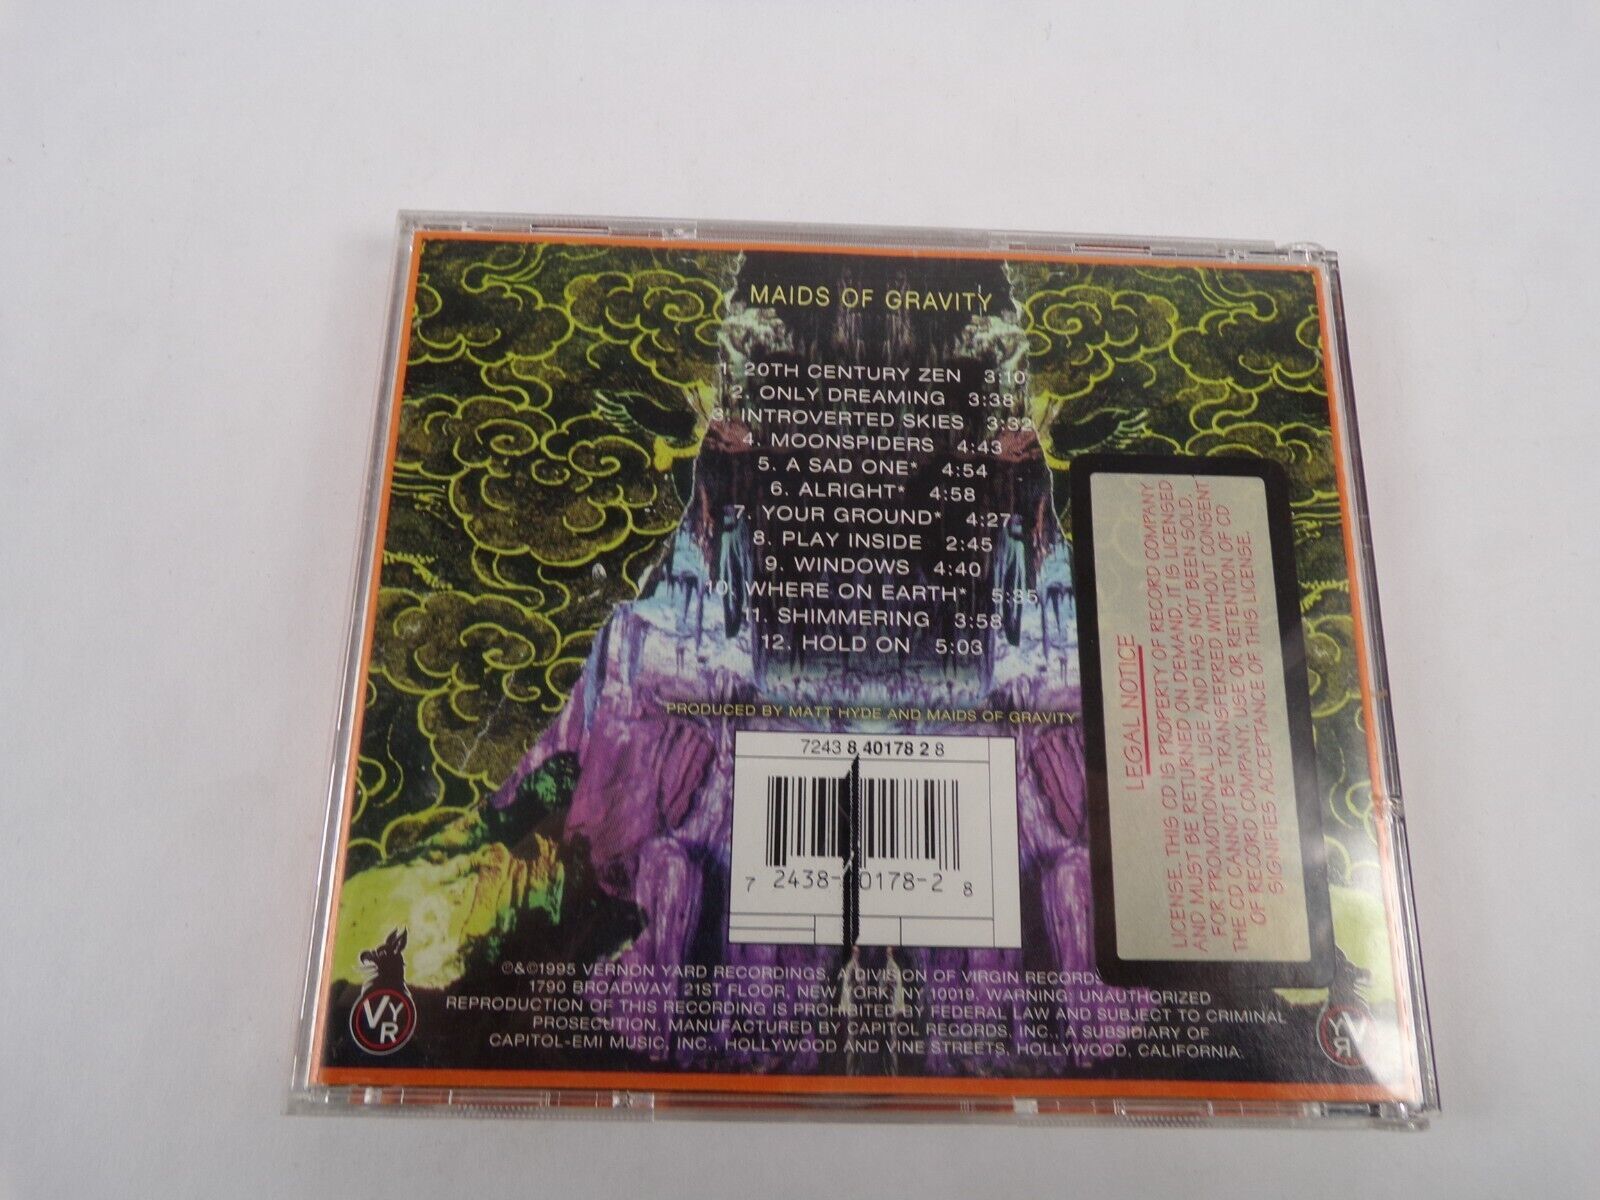 MAIDS OF GRAVITY
1. 20TH CENTURY ZEN 3:10
2. ONLY DREAMING 3:38
3. INTROVERTED SKIES 3:32
4. MOONSPIDERS 4:43
5. A SAD ONE* 4:54
6. ALRIGHT* 4:58
7. YOUR GROUND* 4:27
8. PLAY INSIDE 2:45
9. WINDOWS 4:40
10. WHERE ON EARTH* 5:35
11. SHIMMERING 3:58
12. HOLD ON 5:03
PRODUCED BY MATT HYDE AND MAIDS OF GRAVITY
7243 8 40178 2 8
7 2438- 0178-2 8
℗&©1995 VERNON YARD RECORDINGS, A DIVISION OF VIRGIN RECORDS
1790 BROADWAY, 21ST FLOOR, NEW YORK, NY 10019. WARNING: UNAUTHORIZED
REPRODUCTION OF THIS RECORDING IS PROHIBITED BY FEDERAL LAW AND SUBJECT TO CRIMINAL
PROSECUTION. MANUFACTURED BY CAPITOL RECORDS, INC., A SUBSIDIARY OF
CAPITOL-EMI MUSIC, INC., HOLLYWOOD AND VINE STREETS, HOLLYWOOD, CALIFORNIA.
VYR
VYR
LEGAL NOTICE
LICENSE. THIS CD IS PROPERTY OF RECORD COMPANY
AND MUST BE RETURNED ON DEMAND. IT IS LICENSED
FOR PROMOTIONAL USE AND HAS NOT BEEN SOLD.
THE CD CANNOT BE TRANSFERRED WITHOUT CONSENT
OF RECORD COMPANY. USE OR RETENTION OF CD
SIGNIFIES ACCEPTANCE OF THIS LICENSE.